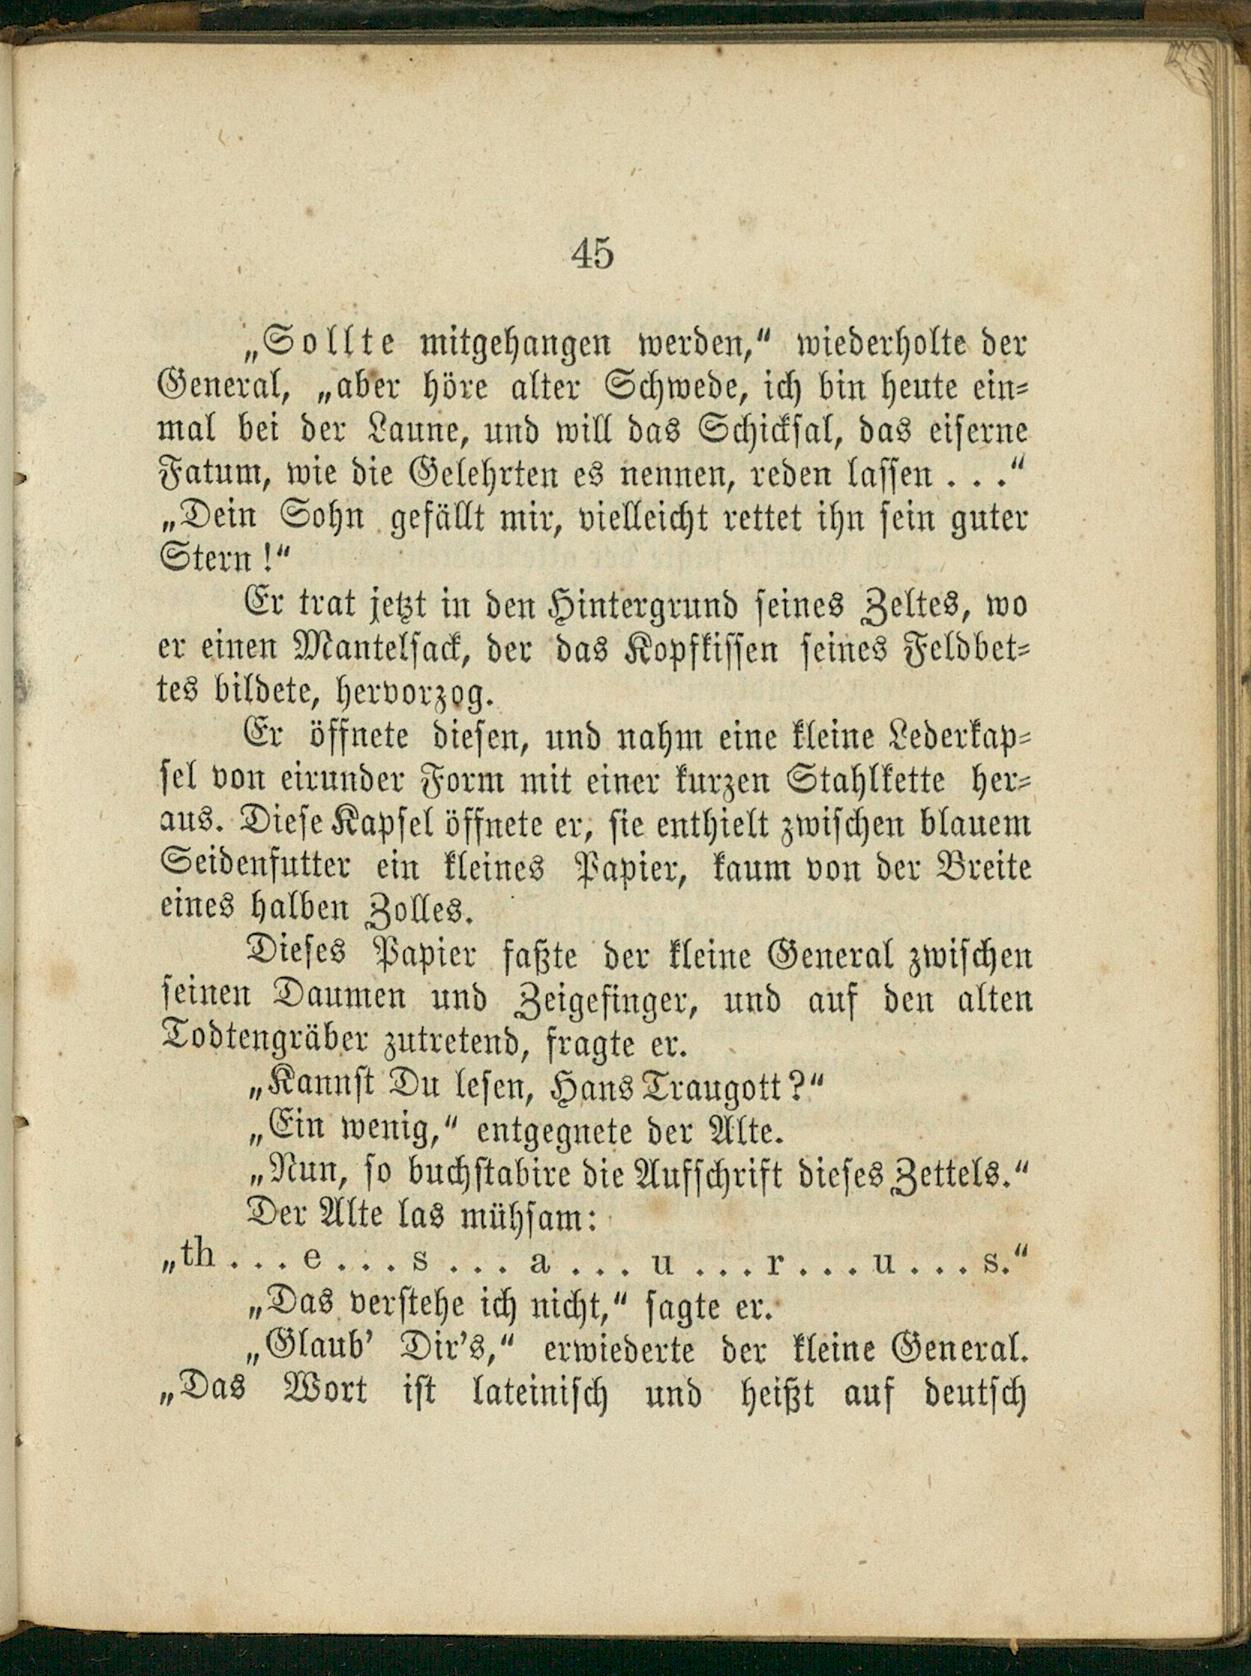 45
„Sollte mitgehangen werden,“ wiederholte der
General, „aber höre alter Schwede, ich bin heute ein-
mal bei der Laune, und will das Schicksal, das eiserne
Fatum, wie die Gelehrten es nennen, reden lassen . . .“
„Dein Sohn gefällt mir, vielleicht rettet ihn sein guter
Stern!“
Er trat jetzt in den Hintergrund seines Zeltes, wo
er einen Mantelsack, der das Kopfkissen seines Feldbet-
tes bildete, hervorzog.
Er öffnete diesen, und nahm eine kleine Lederkap-
sel von eirunder Form mit einer kurzen Stahlkette her-
aus. Diese Kapsel öffnete er, sie enthielt zwischen blauem
Seidenfutter ein kleines Papier, kaum von der Breite
eines halben Zolles.
Dieses Papier faßte der kleine General zwischen
seinen Daumen und Zeigefinger, und auf den alten
Todtengräber zutretend, fragte er.
„Kannst Du lesen, Hans Traugott?“
„Ein wenig,“ entgegnete der Alte.
„Nun, so buchstabire die Aufschrift dieses Zettels.“
Der Alte las mühsam:
„th . . . e . . . s . . . a . . . u . . . r . . . u . . . s.“
„Das verstehe ich nicht,“ sagte er.
„Glaub’ Dir’s,“ erwiederte der kleine General.
„Das Wort ist lateinisch und heißt auf deutsch